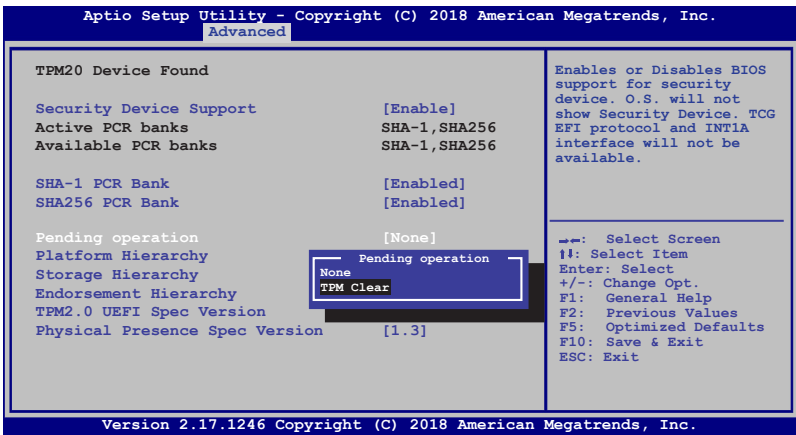 Aptio Setup Utility - Copyright (C) 2018 American Megatrends, Inc.
Advanced
TPM20 Device Found
Security Device Support [Enable]
Active PCR banks SHA-1,SHA256
Available PCR banks SHA-1,SHA256
SHA-1 PCR Bank [Enabled]
SHA256 PCR Bank [Enabled]
Pending operation [None]
Platform Hierarchy
Storage Hierarchy
Endorsement Hierarchy
TPM2.0 UEFI Spec Version
Physical Presence Spec Version [1.3]
Pending operation
None
TPM Clear
Enables or Disables BIOS
support for security
device. O.S. will not
show Security Device. TCG
EFI protocol and INT1A
interface will not be
available.
→←: Select Screen
↑↓: Select Item
Enter: Select
+/-: Change Opt.
F1: General Help
F2: Previous Values
F5: Optimized Defaults
F10: Save & Exit
ESC: Exit
Version 2.17.1246 Copyright (C) 2018 American Megatrends, Inc.